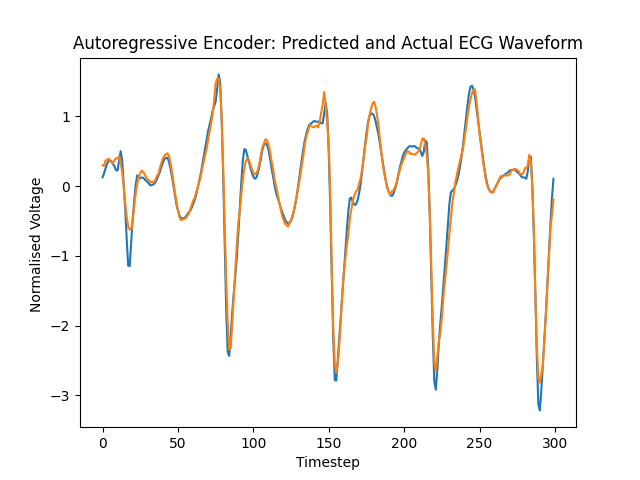 Autoregressive Encoder: Predicted and Actual ECG Waveform
1
0
−1
−2
−3
Normalised Voltage
0 50 100 150 200 250 300
Timestep